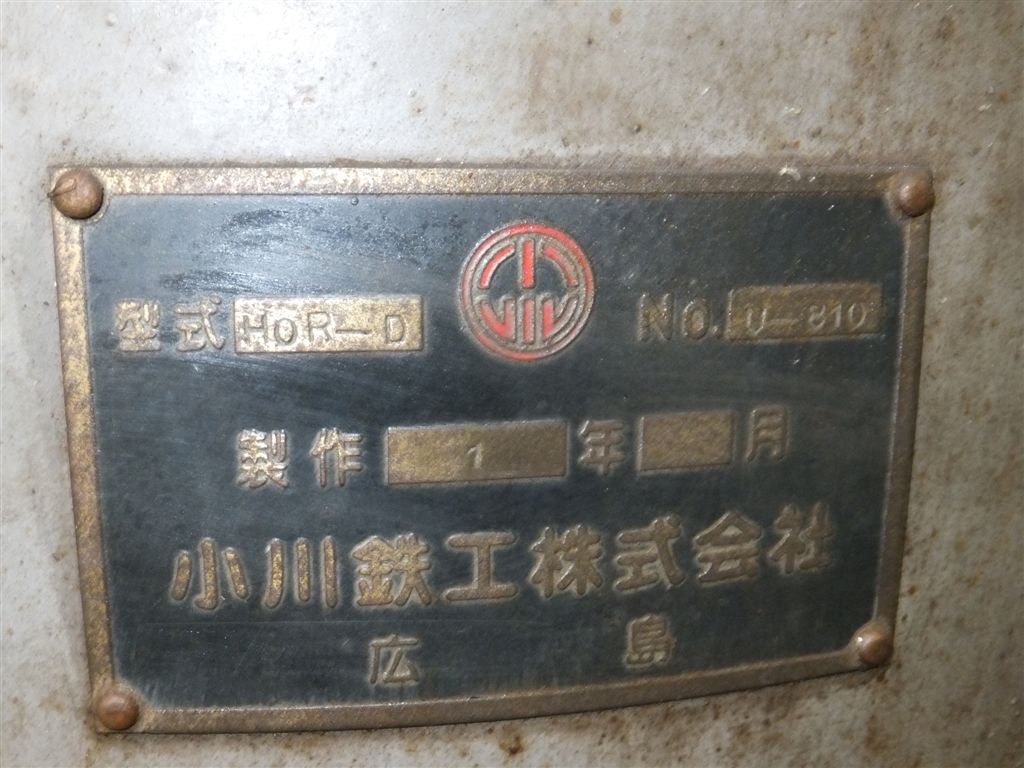 型式 HOR-D NO. U-810
製作 1 年 月
小川鉄工株式会社
広島